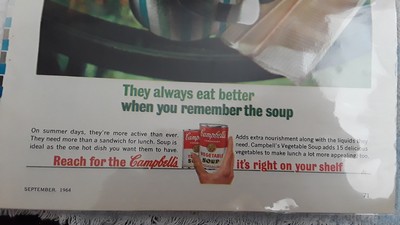 They always eat better
when you remember the soup
On summer days, they're more active than ever.
They need more than a sandwich for lunch. Soup is
ideal as the one hot dish you want them to have.
Adds extra nourishment along with the liquids they
need. Campbell's Vegetable Soup adds 15 delicious
vegetables to make lunch a lot more appealing, too.
Campbell's
VEGETABLE
SOUP
Reach for the Campbell's it's right on your shelf
SEPTEMBER, 1964